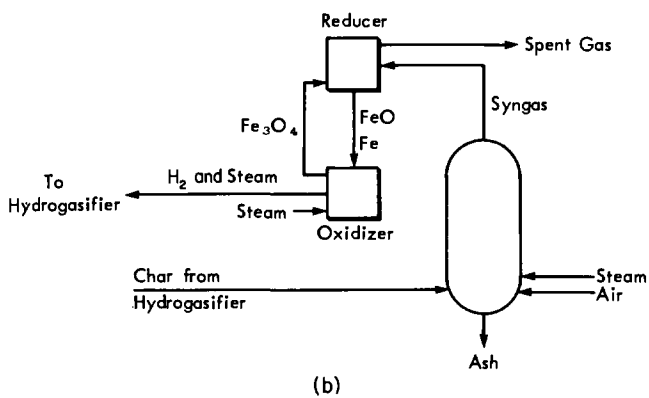 Reducer
Spent Gas
Syngas
FeO
Fe₃O₄
Fe
To
Hydrogasifier
H₂ and Steam
Steam
Oxidizer
Char from
Hydrogasifier
Steam
Air
Ash
(b)